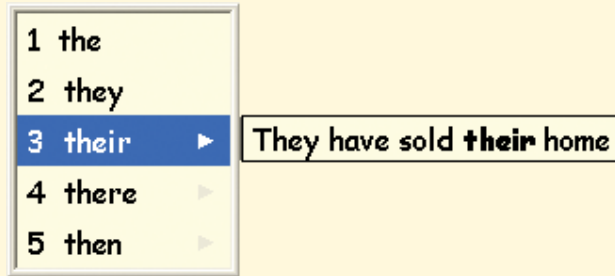 1 the
2 they
3 their
They have sold their home
4 there
5 then